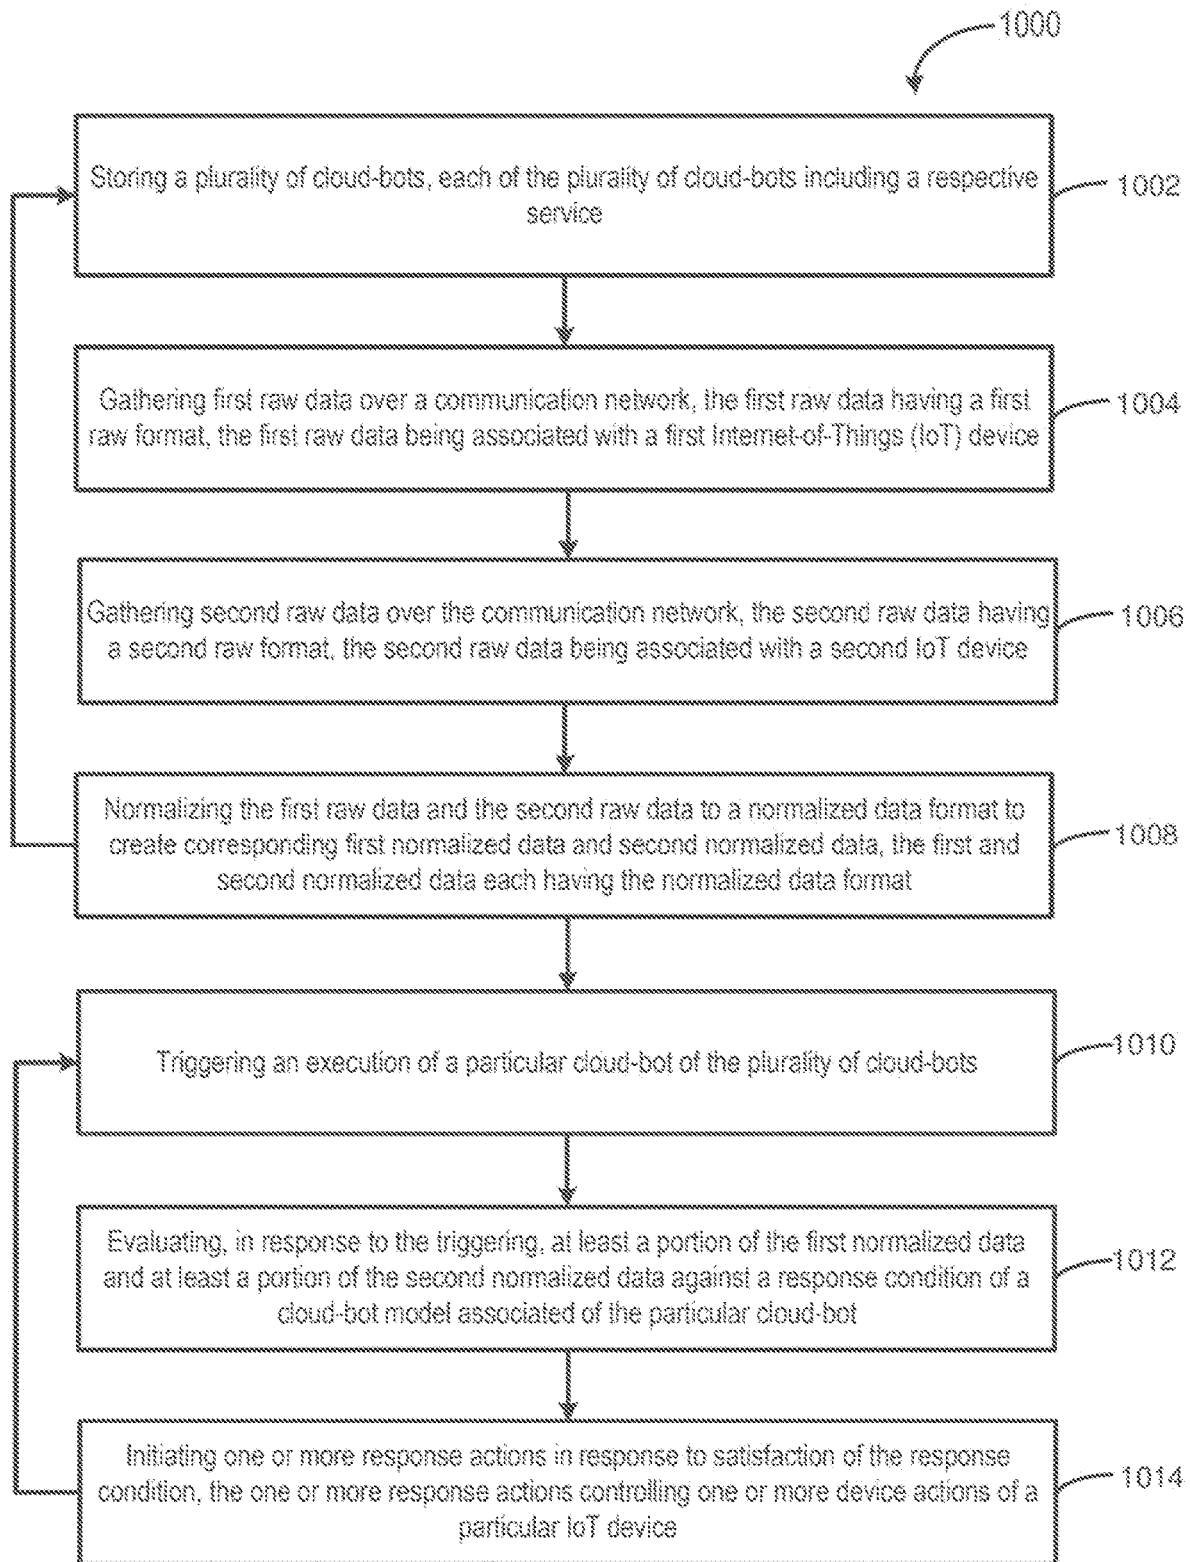 1000
Storing a plurality of cloud-bots, each of the plurality of cloud-bots including a respective
service
1002
Gathering first raw data over a communication network, the first raw data having a first
raw format, the first raw data being associated with a first Internet-of-Things (IoT) device
1004
Gathering second raw data over the communication network, the second raw data having
a second raw format, the second raw data being associated with a second IoT device
1006
Normalizing the first raw data and the second raw data to a normalized data format to
create corresponding first normalized data and second normalized data, the first and
second normalized data each having the normalized data format
1008
Triggering an execution of a particular cloud-bot of the plurality of cloud-bots
1010
Evaluating, in response to the triggering, at least a portion of the first normalized data
and at least a portion of the second normalized data against a response condition of a
cloud-bot model associated of the particular cloud-bot
1012
Initiating one or more response actions in response to satisfaction of the response
condition, the one or more response actions controlling one or more device actions of a
particular IoT device
1014